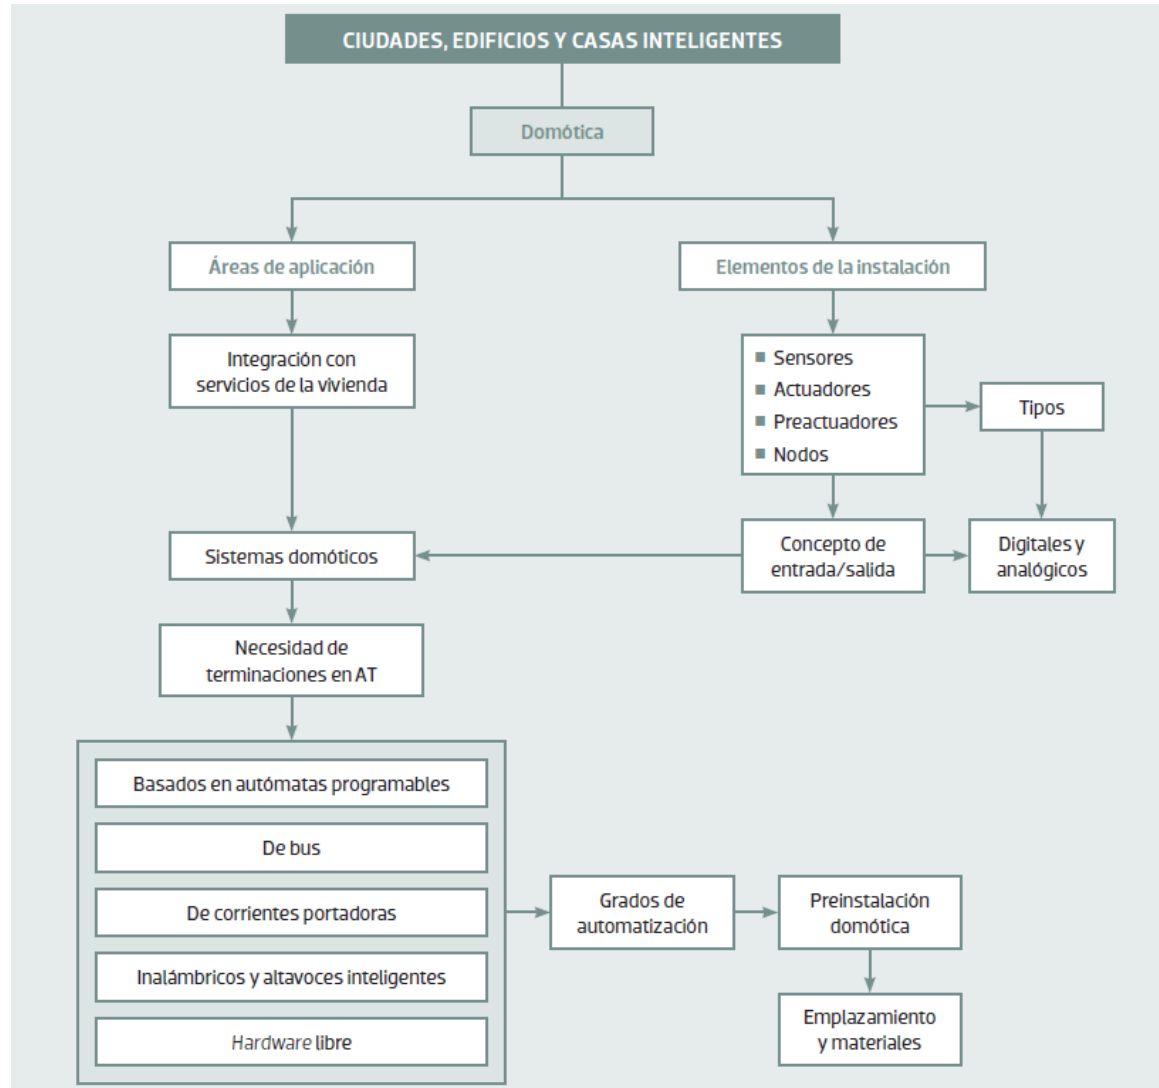 CIUDADES, EDIFICIOS Y CASAS INTELIGENTES
Domótica
Áreas de aplicación
Elementos de la instalación
Integración con
servicios de la vivienda
Sensores
Actuadores
Preactuadores
Nodos
Tipos
Sistemas domóticos
Concepto de
entrada/salida
Digitales y
analógicos
Necesidad de
terminaciones en AT
Basados en autómatas programables
De bus
De corrientes portadoras
Inalámbricos y altavoces inteligentes
Hardware libre
Grados de
automatización
Preinstalación
domótica
Emplazamiento
y materiales